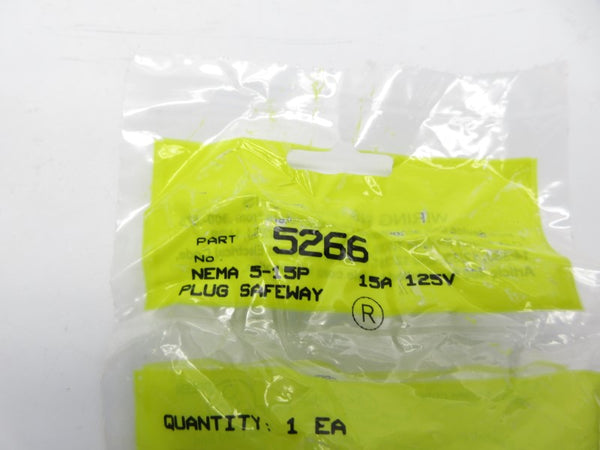 PART No. 5266
NEMA 5-15P 15A 125V
PLUG SAFEWAY
®
QUANTITY: 1 EA